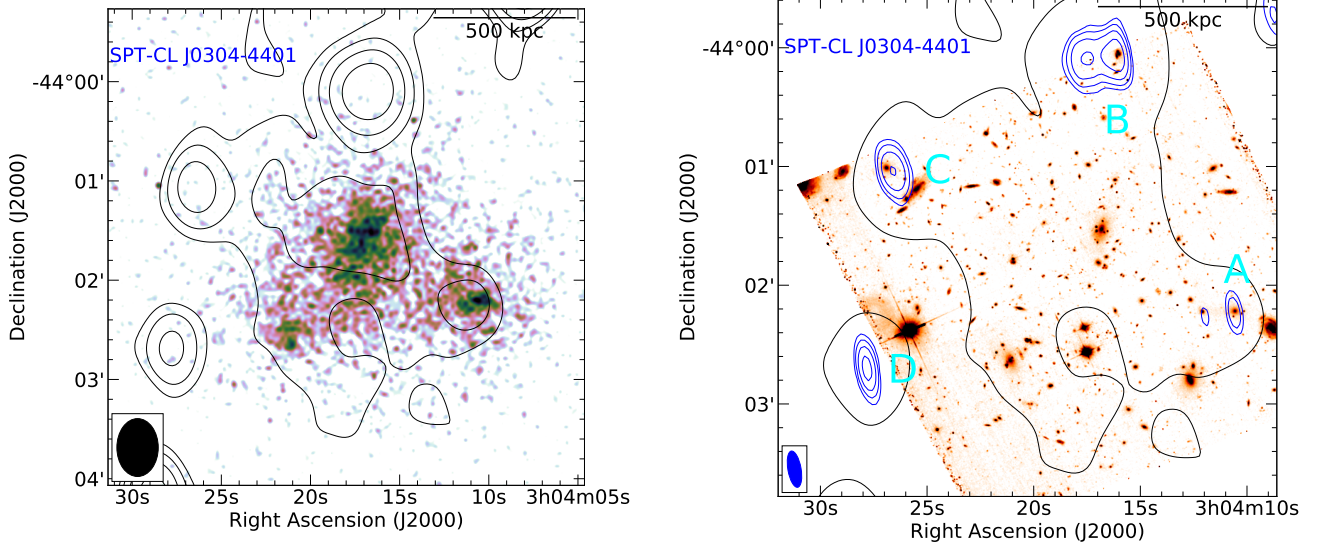 500 kpc
SPT-CL J0304-4401
-44°00'
01'
02'
03'
04'
Declination (J2000)
30s 25s 20s 15s 10s 3h04m05s
Right Ascension (J2000)
500 kpc
SPT-CL J0304-4401
-44°00'
01'
02'
03'
Declination (J2000)
B
C
A
D
30s 25s 20s 15s 3h04m10s
Right Ascension (J2000)